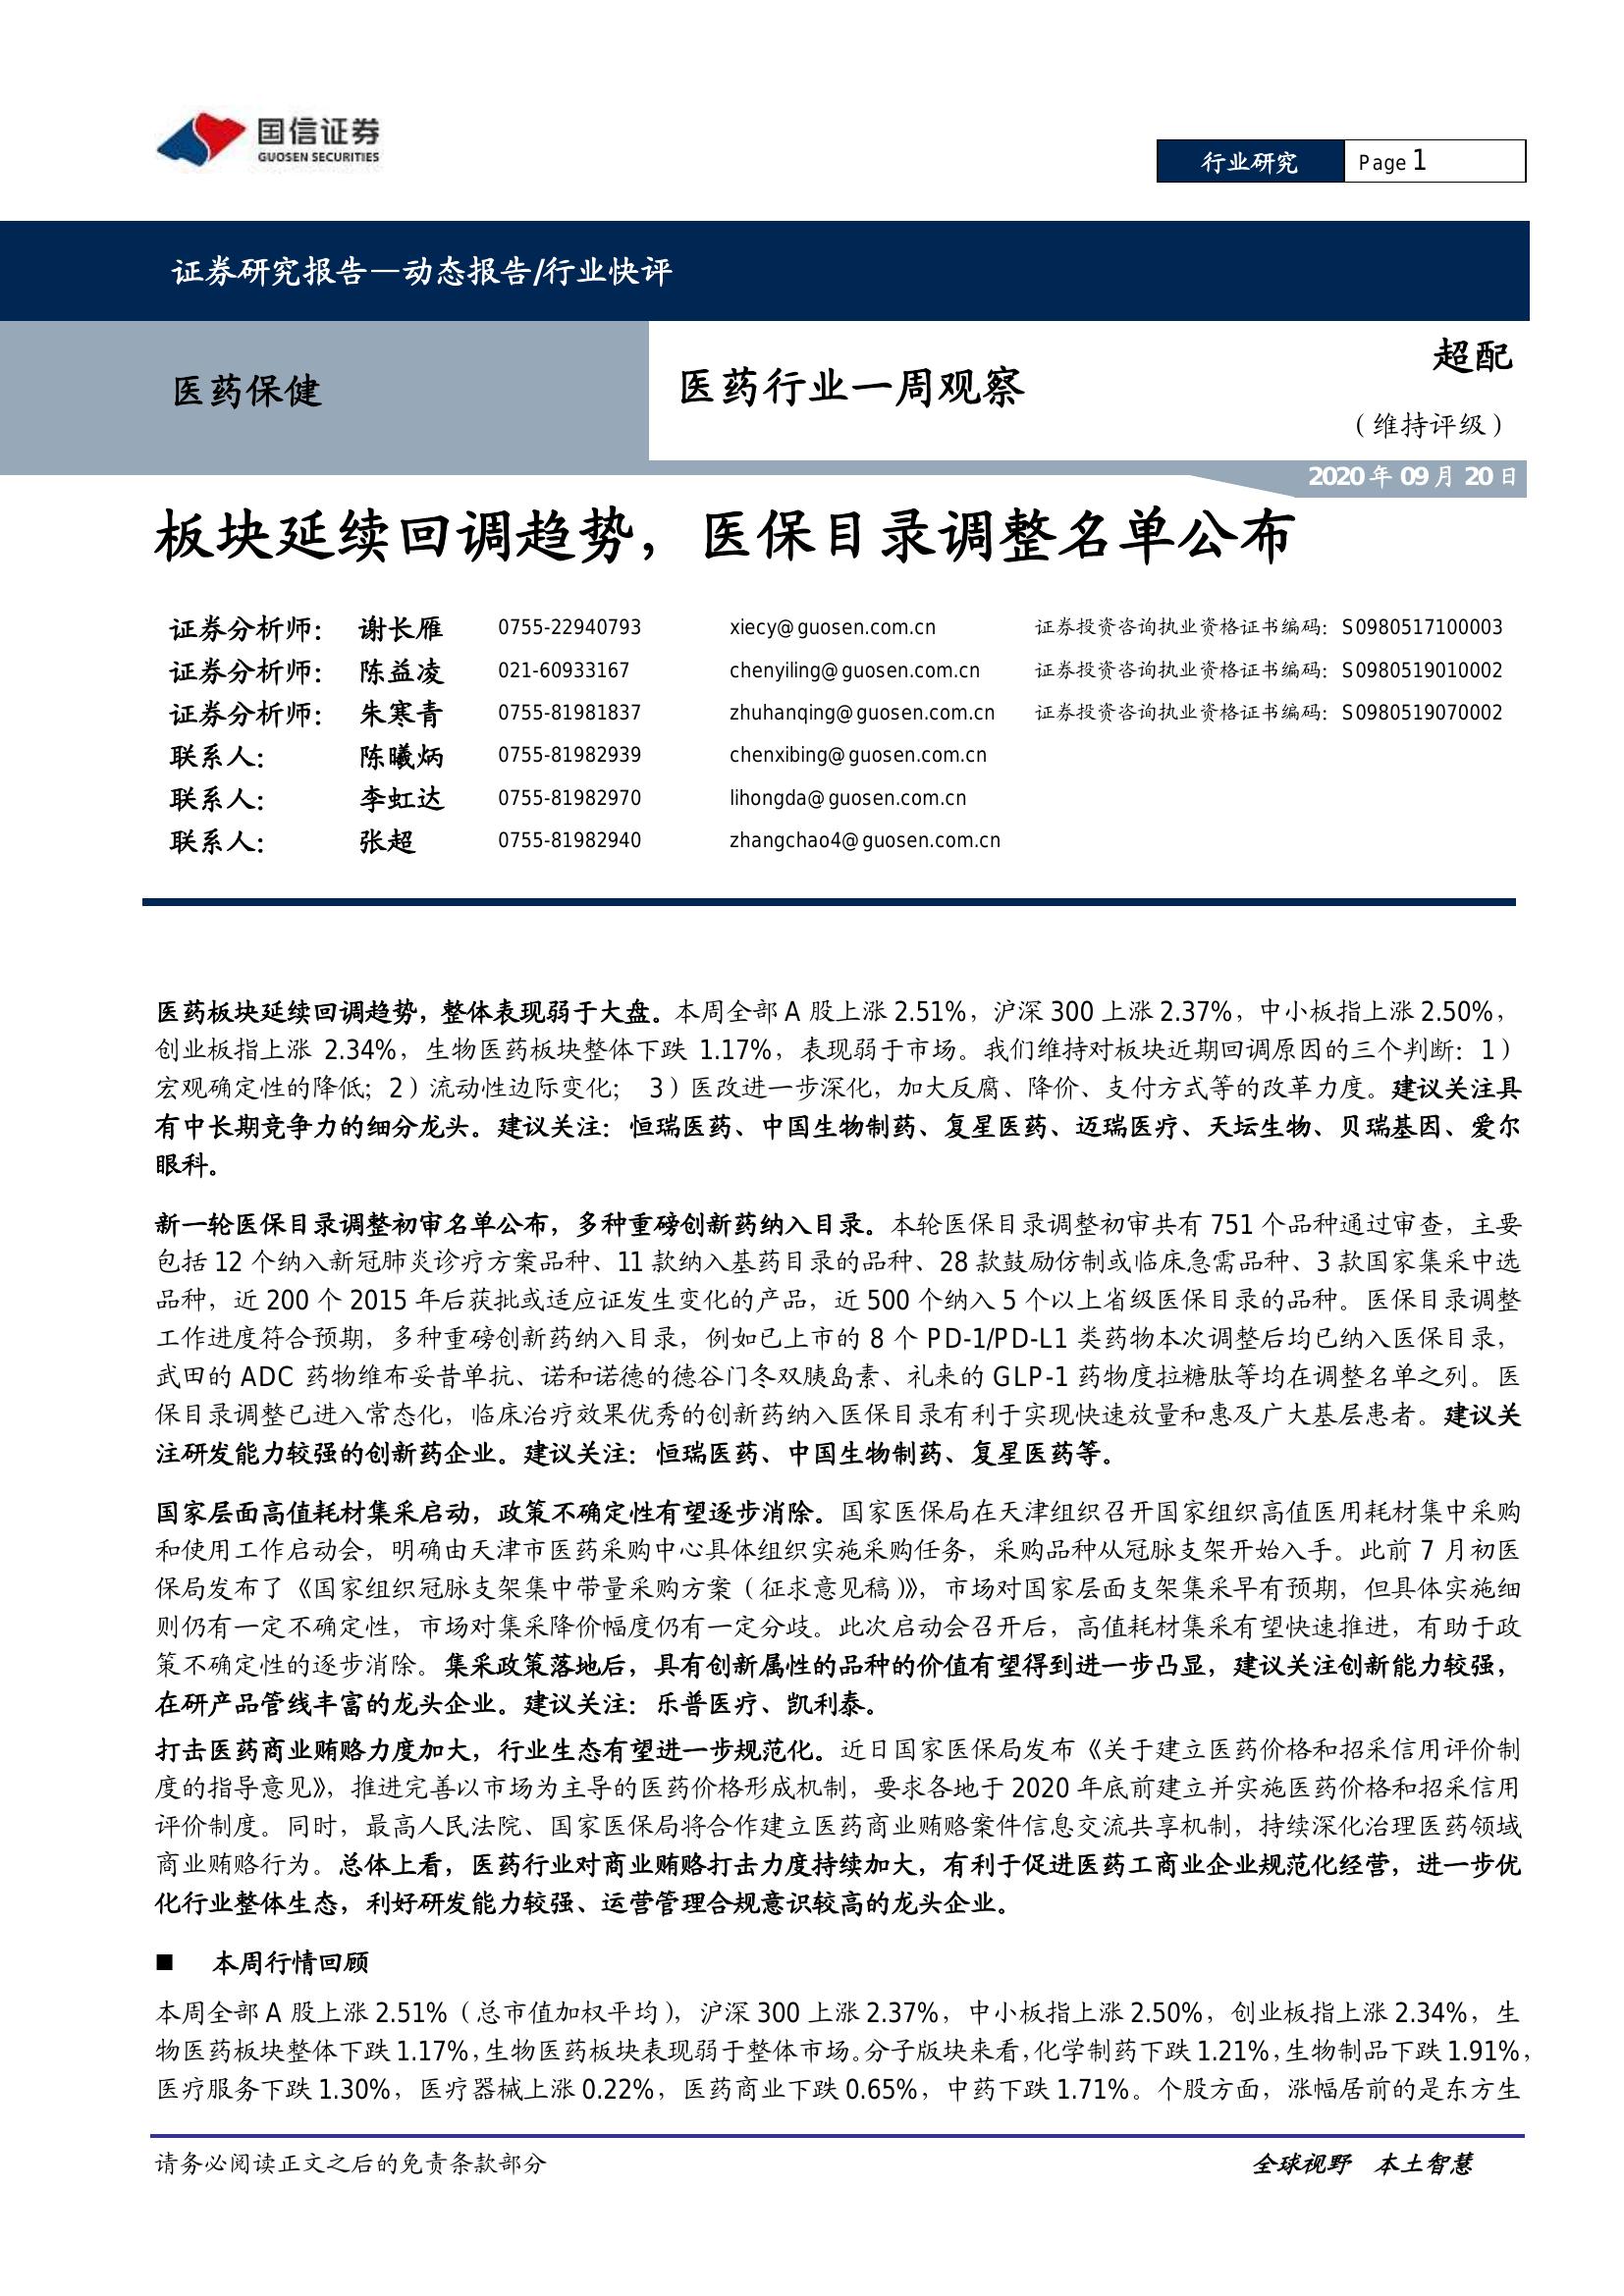 国信证券
GUOSEN SECURITIES
行业研究 Page 1
证券研究报告—动态报告/行业快评
医药保健
医药行业一周观察
超配
（维持评级）
2020 年 09 月 20 日
板块延续回调趋势，医保目录调整名单公布
证券分析师： 谢长雁 0755-22940793 xiecy@guosen.com.cn 证券投资咨询执业资格证书编码：S0980517100003
证券分析师： 陈益凌 021-60933167 chenyiling@guosen.com.cn 证券投资咨询执业资格证书编码：S0980519010002
证券分析师： 朱寒青 0755-81981837 zhuhanqing@guosen.com.cn 证券投资咨询执业资格证书编码：S0980519070002
联系人： 陈曦炳 0755-81982939 chenxibing@guosen.com.cn
联系人： 李虹达 0755-81982970 lihongda@guosen.com.cn
联系人： 张超 0755-81982940 zhangchao4@guosen.com.cn
医药板块延续回调趋势，整体表现弱于大盘。本周全部 A 股上涨 2.51%，沪深 300 上涨 2.37%，中小板指上涨 2.50%，
创业板指上涨 2.34%，生物医药板块整体下跌 1.17%，表现弱于市场。我们维持对板块近期回调原因的三个判断：1）
宏观确定性的降低；2）流动性边际变化； 3）医改进一步深化，加大反腐、降价、支付方式等的改革力度。建议关注具
有中长期竞争力的细分龙头。建议关注：恒瑞医药、中国生物制药、复星医药、迈瑞医疗、天坛生物、贝瑞基因、爱尔
眼科。
新一轮医保目录调整初审名单公布，多种重磅创新药纳入目录。本轮医保目录调整初审共有 751 个品种通过审查，主要
包括 12 个纳入新冠肺炎诊疗方案品种、11 款纳入基药目录的品种、28 款鼓励仿制或临床急需品种、3 款国家集采中选
品种，近 200 个 2015 年后获批或适应证发生变化的产品，近 500 个纳入 5 个以上省级医保目录的品种。医保目录调整
工作进度符合预期，多种重磅创新药纳入目录，例如已上市的 8 个 PD-1/PD-L1 类药物本次调整后均已纳入医保目录，
武田的 ADC 药物维布妥昔单抗、诺和诺德的德谷门冬双胰岛素、礼来的 GLP-1 药物度拉糖肽等均在调整名单之列。医
保目录调整已进入常态化，临床治疗效果优秀的创新药纳入医保目录有利于实现快速放量和惠及广大基层患者。建议关
注研发能力较强的创新药企业。建议关注：恒瑞医药、中国生物制药、复星医药等。
国家层面高值耗材集采启动，政策不确定性有望逐步消除。国家医保局在天津组织召开国家组织高值医用耗材集中采购
和使用工作启动会，明确由天津市医药采购中心具体组织实施采购任务，采购品种从冠脉支架开始入手。此前 7 月初医
保局发布了《国家组织冠脉支架集中带量采购方案（征求意见稿）》，市场对国家层面支架集采早有预期，但具体实施细
则仍有一定不确定性，市场对集采降价幅度仍有一定分歧。此次启动会召开后，高值耗材集采有望快速推进，有助于政
策不确定性的逐步消除。集采政策落地后，具有创新属性的品种的价值有望得到进一步凸显，建议关注创新能力较强，
在研产品管线丰富的龙头企业。建议关注：乐普医疗、凯利泰。
打击医药商业贿赂力度加大，行业生态有望进一步规范化。近日国家医保局发布《关于建立医药价格和招采信用评价制
度的指导意见》，推进完善以市场为主导的医药价格形成机制，要求各地于 2020 年底前建立并实施医药价格和招采信用
评价制度。同时，最高人民法院、国家医保局将合作建立医药商业贿赂案件信息交流共享机制，持续深化治理医药领域
商业贿赂行为。总体上看，医药行业对商业贿赂打击力度持续加大，有利于促进医药工商业企业规范化经营，进一步优
化行业整体生态，利好研发能力较强、运营管理合规意识较高的龙头企业。
■ 本周行情回顾
本周全部 A 股上涨 2.51%（总市值加权平均），沪深 300 上涨 2.37%，中小板指上涨 2.50%，创业板指上涨 2.34%，生
物医药板块整体下跌 1.17%，生物医药板块表现弱于整体市场。分子版块来看，化学制药下跌 1.21%，生物制品下跌 1.91%，
医疗服务下跌 1.30%，医疗器械上涨 0.22%，医药商业下跌 0.65%，中药下跌 1.71%。个股方面，涨幅居前的是东方生
请务必阅读正文之后的免责条款部分 全球视野 本土智慧